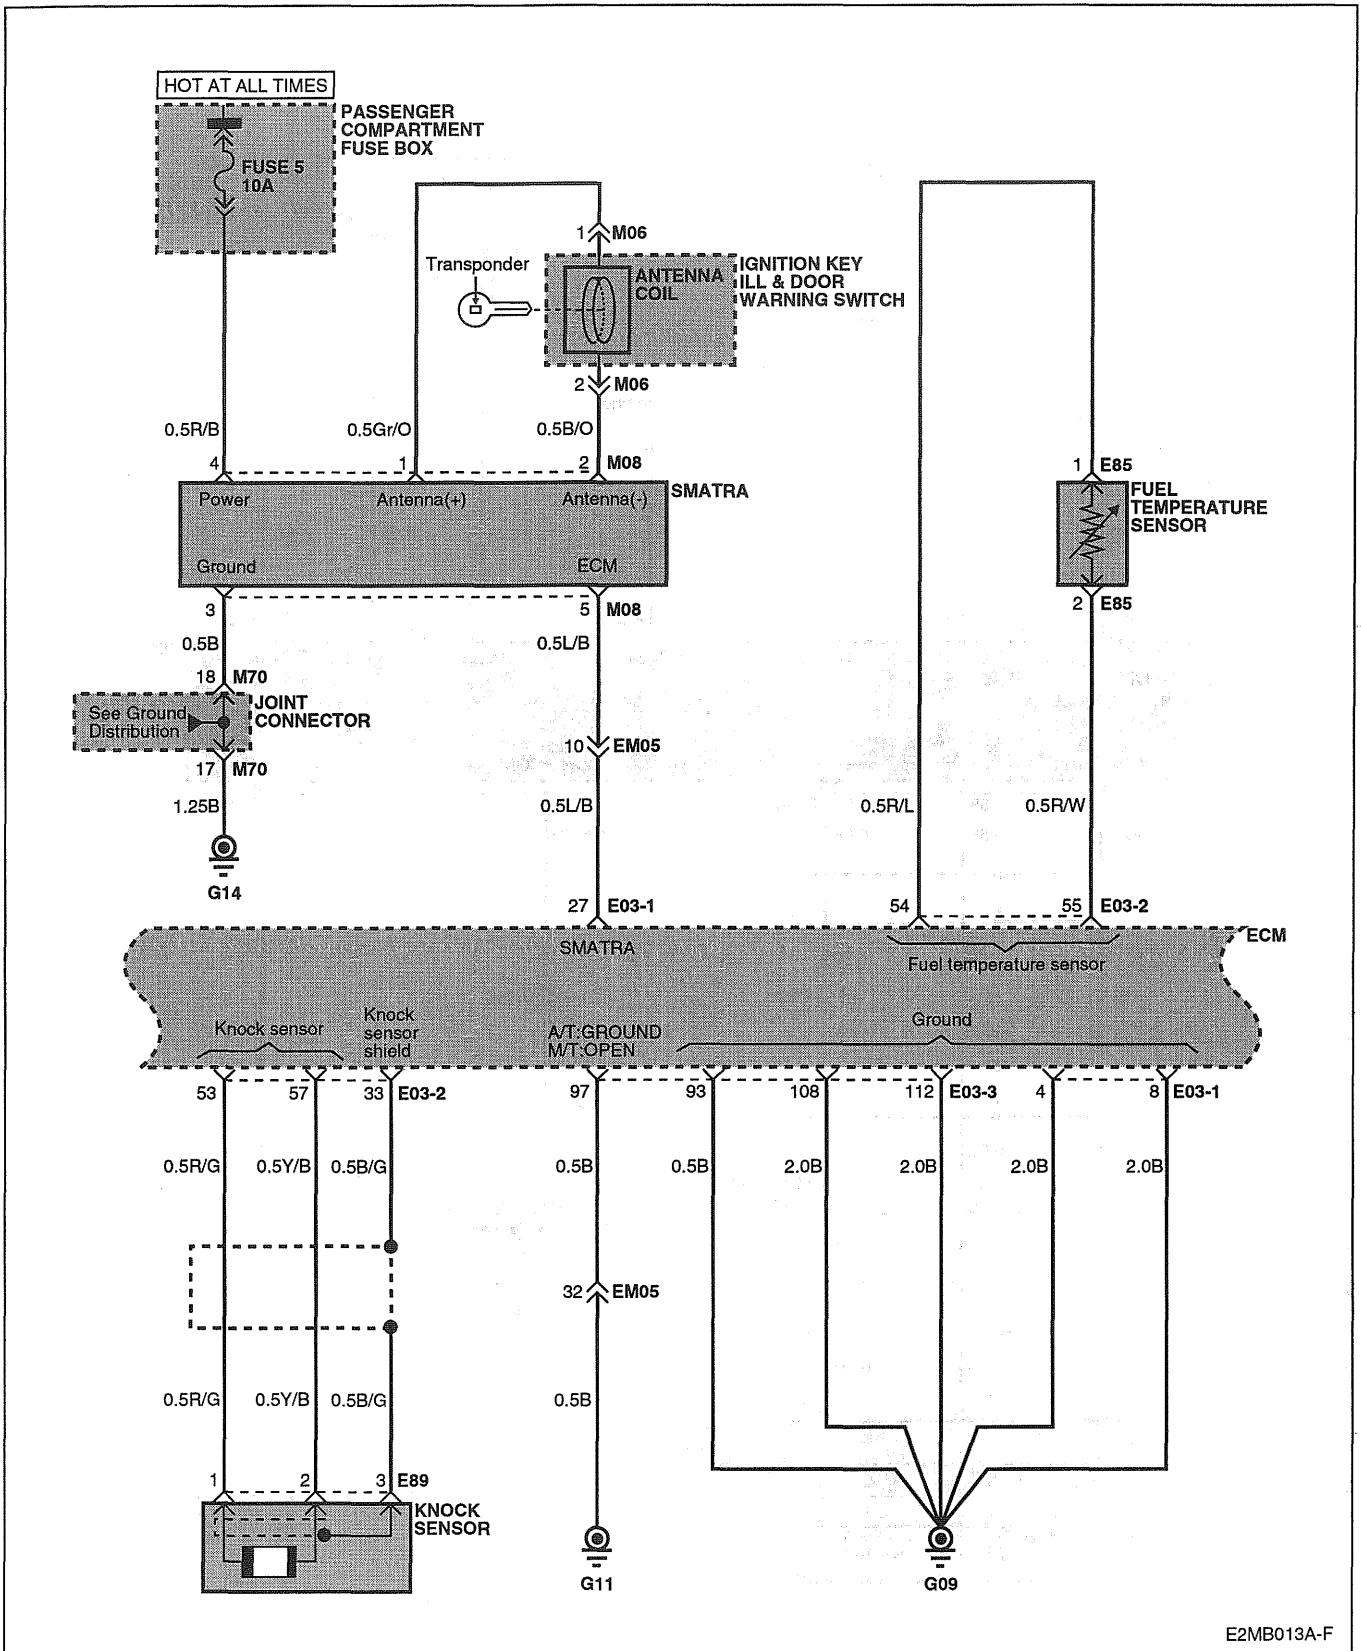 HOT AT ALL TIMES
PASSENGER
COMPARTMENT
FUSE BOX
FUSE 5
10A
1 M06
Transponder
ANTENNA
COIL
IGNITION KEY
ILL & DOOR
WARNING SWITCH
2 M06
0.5R/B
0.5Gr/O
0.5B/O
4
1
2 M08
SMATRA
Power
Antenna(+)
Antenna(-)
Ground
ECM
1 E85
FUEL
TEMPERATURE
SENSOR
2 E85
3
5 M08
0.5B
0.5L/B
18 M70
JOINT
CONNECTOR
See Ground
Distribution
17 M70
10 EM05
1.25B
0.5L/B
0.5R/L
0.5R/W
G14
27 E03-1
54
55 E03-2
ECM
SMATRA
Fuel temperature sensor
Knock sensor
Knock
sensor
shield
A/T:GROUND
M/T:OPEN
Ground
53
57
33 E03-2
97
93
108
112 E03-3
4
8 E03-1
0.5R/G
0.5Y/B
0.5B/G
0.5B
0.5B
2.0B
2.0B
2.0B
2.0B
32 EM05
0.5R/G
0.5Y/B
0.5B/G
0.5B
1
2
3 E89
KNOCK
SENSOR
G11
G09
E2MB013A-F